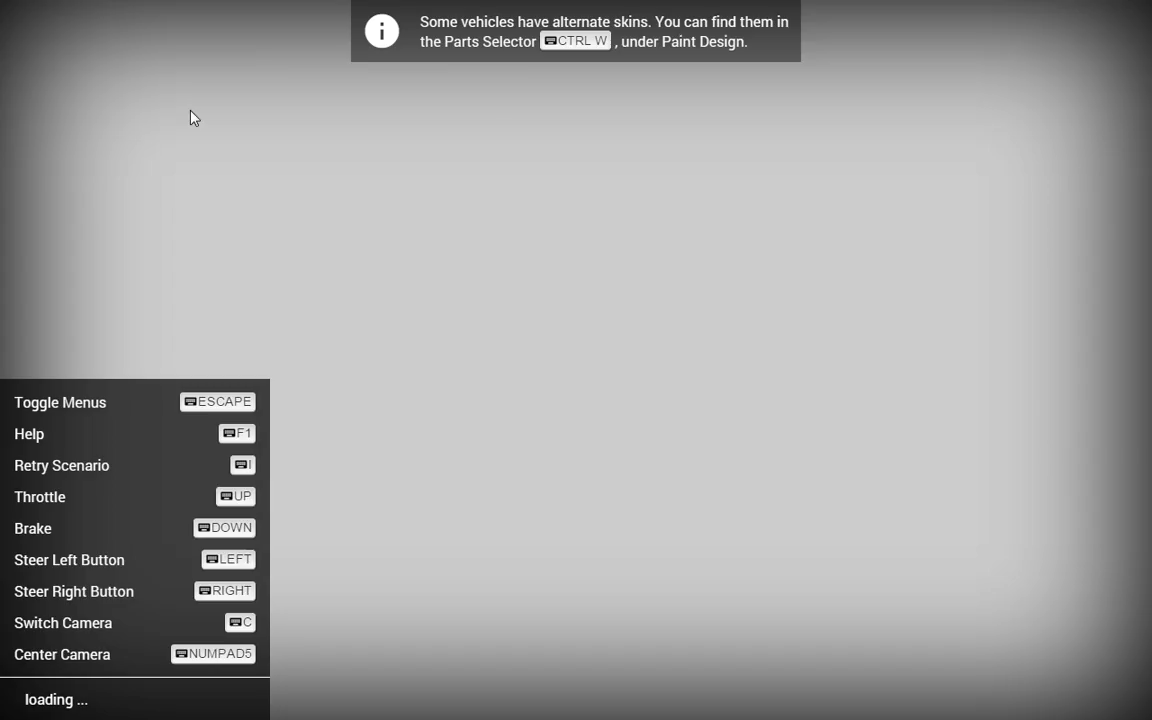 Some vehicles have alternate skins. You can find them in
the Parts Selector CTRL W , under Paint Design.
Toggle Menus ESCAPE
Help F1
Retry Scenario I
Throttle UP
Brake DOWN
Steer Left Button LEFT
Steer Right Button RIGHT
Switch Camera C
Center Camera NUMPAD5
loading ...